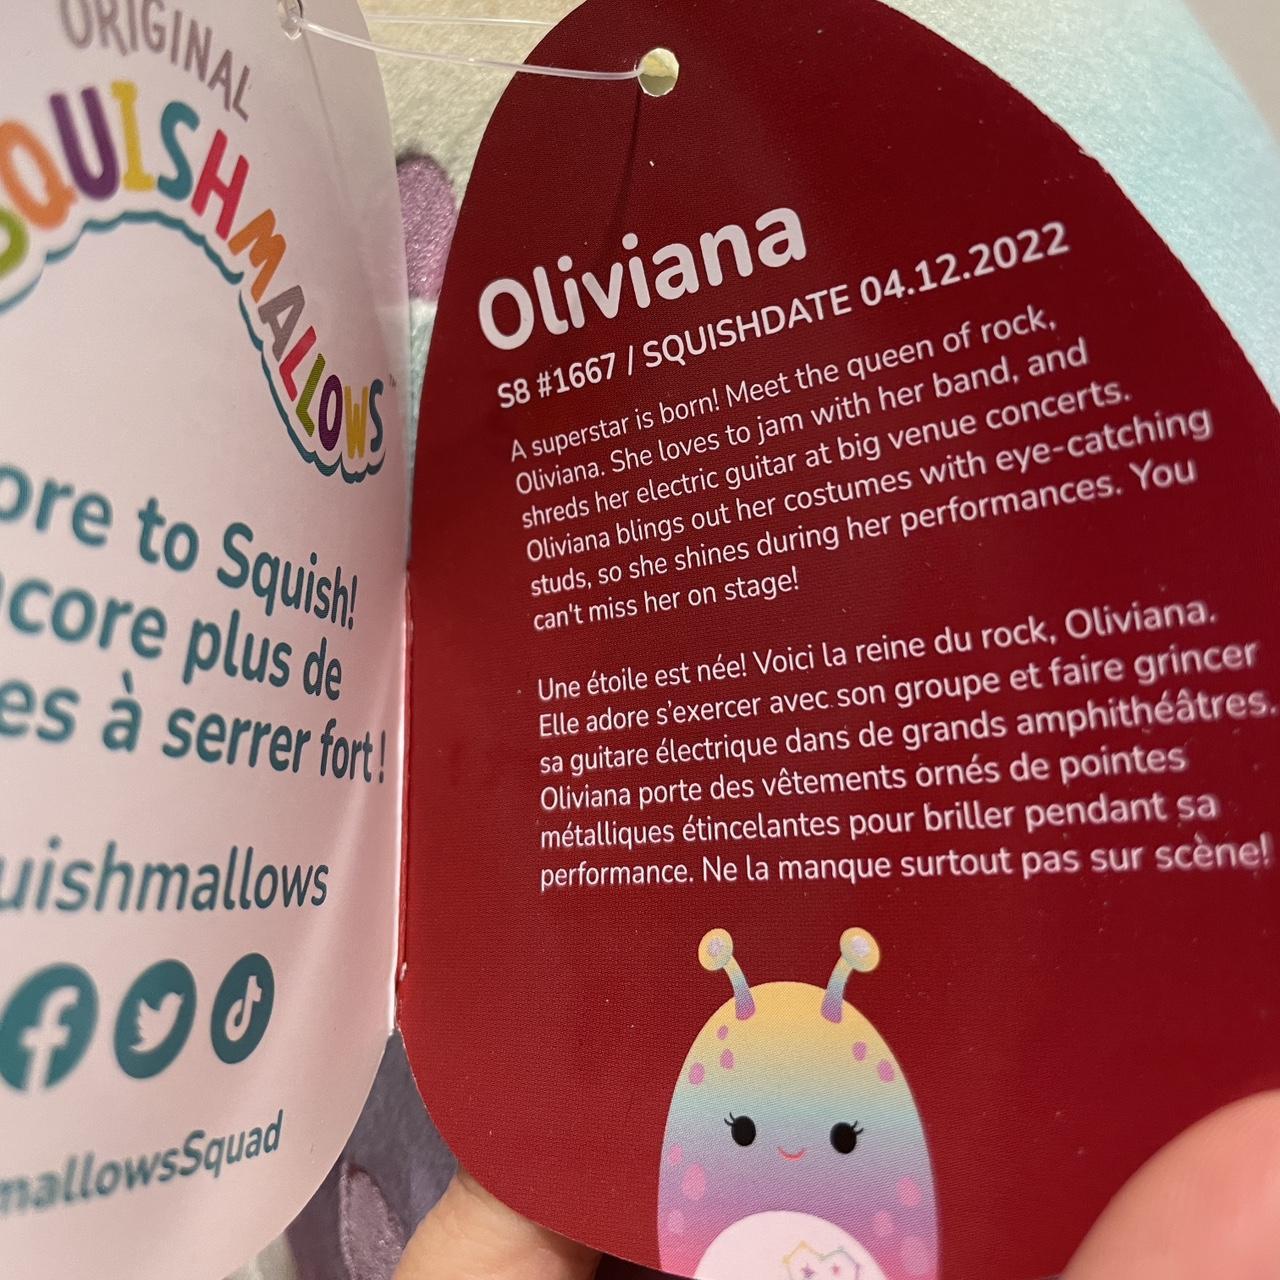 ORIGINAL
SQUISHMALLOWS
to Squish!
plus de
à serrer fort!
Oliviana
S8 #1667 / SQUISHDATE 04.12.2022
A superstar is born! Meet the queen of rock,
Oliviana. She loves to jam with her band, and
shreds her electric guitar at big venue concerts.
Oliviana blings out her costumes with eye-catching
studs, so she shines during her performances. You
can't miss her on stage!
Une étoile est née! Voici la reine du rock, Oliviana.
Elle adore s'exercer avec son groupe et faire grincer
sa guitare électrique dans de grands amphithéâtres.
Oliviana porte des vêtements ornés de pointes
métalliques étincelantes pour briller pendant sa
performance. Ne la manque surtout pas sur scène!